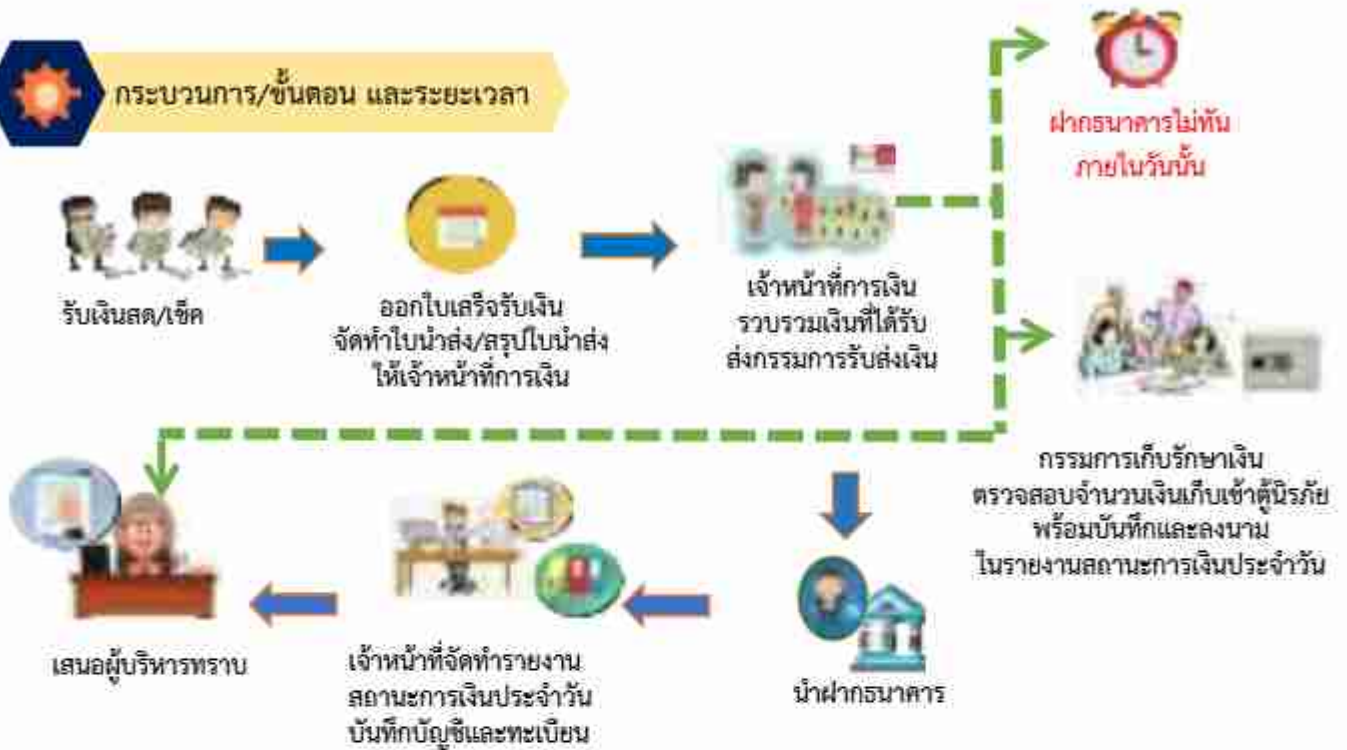 กระบวนการ/ขั้นตอน และระยะเวลา
ฝากธนาคารไม่ทัน
ภายในวันนั้น
รับเงินสด/เช็ค
ออกใบเสร็จรับเงิน
จัดทำใบนำส่ง/สรุปใบนำส่ง
ให้เจ้าหน้าที่การเงิน
เจ้าหน้าที่การเงิน
รวบรวมเงินที่ได้รับ
ส่งกรรมการรับส่งเงิน
กรรมการเก็บรักษาเงิน
ตรวจสอบจำนวนเงินเก็บเข้าตู้นิรภัย
พร้อมบันทึกและลงนาม
ในรายงานสถานะการเงินประจำวัน
นำฝากธนาคาร
เจ้าหน้าที่จัดทำรายงาน
สถานะการเงินประจำวัน
บันทึกบัญชีและทะเบียน
เสนอผู้บริหารทราบ